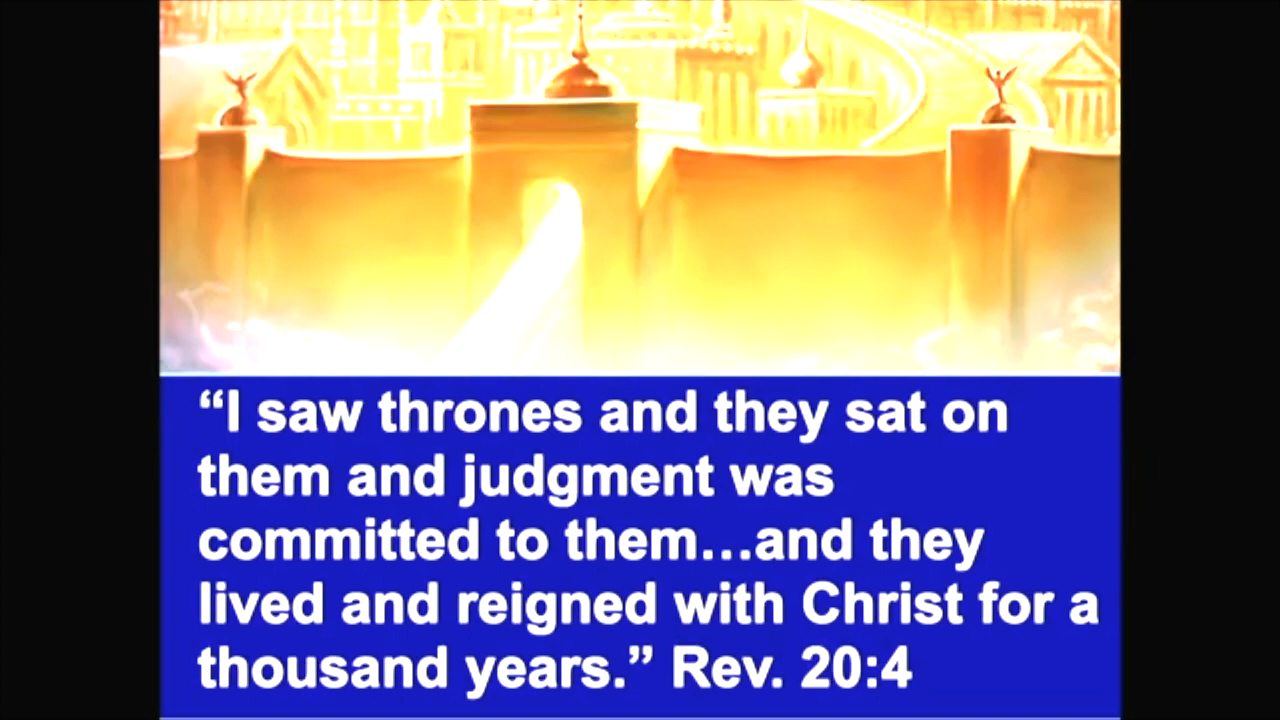 “I saw thrones and they sat on
them and judgment was
committed to them…and they
lived and reigned with Christ for a
thousand years.” Rev. 20:4